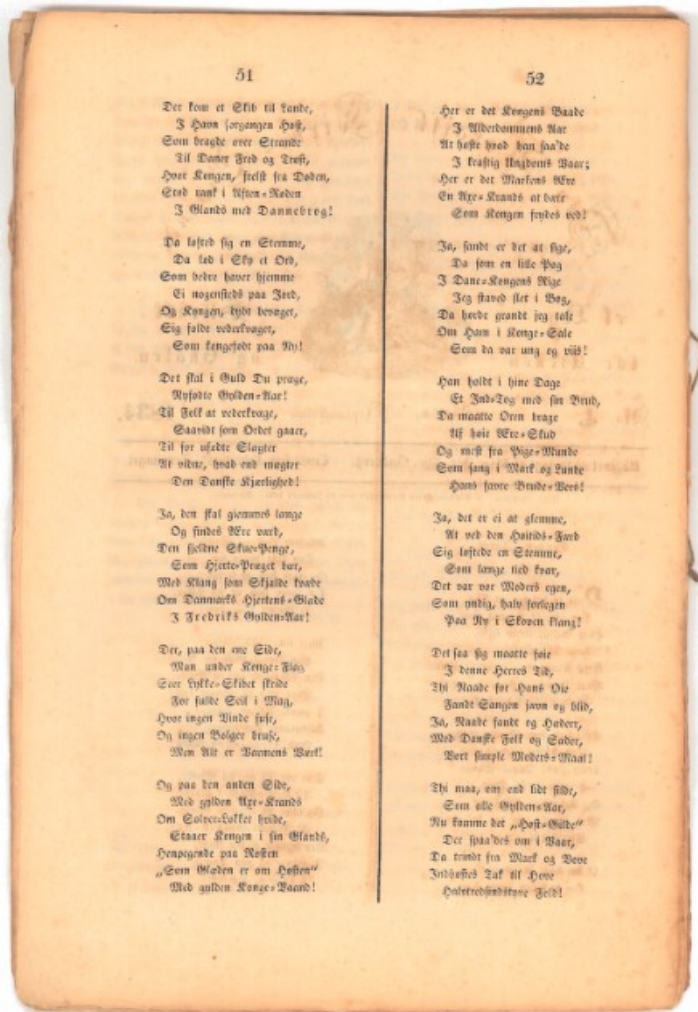 51
Der kom et Skib til Lande,
I Havn forgangen Høst,
Som bragde over Strande
Til Daner Fred og Trøst,
Hvor Kongen, frelst fra Døden,
Stod rank i Aften-Røden
I Glands med Dannebrog!
Da løfted sig en Stemme,
Da lød i Sky et Ord,
Som bedre haver hjemme
Ei nogensteds paa Jord,
Og Kongen, dybt bevæget,
Sig følde vederkvæget,
Som kongefødt paa Ny!
Det skal i Guld Du præge,
Nyfødte Gylden-Aar!
Til Folk at vederkvæge,
Saavidt som Ordet gaaer,
Til for ufødte Slægter
At vidne, hvad end mægter
Den Danske Kjærlighed!
Ja, den skal giemmes længe
Og findes Ære værd,
Den sjeldne Skue-Penge,
Som Hjerte-Præget bær,
Med Klang som Skjalde kvæde
Om Danmarks Hjertens-Glæde
I Fredriks Gylden-Aar!
Der, paa den ene Side,
Man under Konge-Flag
Seer Lykke-Skibet skride
For fulde Seil i Mag,
Hvor ingen Vinde suse,
Og ingen Bølger bruse,
Men Alt er Varmens Værk!
Og paa den anden Side,
Med gylden Axe-Krands
Om Sølver-Lokket hvide,
Staaer Kongen i sin Glands,
Henpegende paa Røsten
„Som Glæden er om Høsten“
Med gylden Konge-Vaand!
52
Her er det Kongens Baade
I Alderdommens Aar
At høste hvad han saa'de
I kraftig Ungdoms Vaar;
Her er det Markens Ære
En Axe-Krands at bære
Som Kongen frydes ved!
Ja, sandt er det at sige,
Da som en lille Pog
I Dane-Kongens Rige
Jeg staved slet i Bog,
Da hørde grandt jeg tale
Om Ham i Konge-Sale
Som da var ung og viis!
Han holdt i hine Dage
Et Ind-Tog med sin Brud,
Da maatte Øren brage
Af høie Ære-Skud
Og mest fra Pige-Munde
Som sang i Mark og Lunde
Hans favre Brude-Vers!
Ja, det er ei at glemme,
At ved den Høitids-Færd
Sig løftede en Stemme,
Som længe tied kvær,
Det var vor Moders egen,
Som yndig, halv forlegen
Paa Ny i Skoven klang!
Det saa sig maatte føie
I denne Herres Tid,
Thi Naade for Hans Øie
Fandt Sangen jævn og blid,
Ja, Naade fandt og Hæder,
Med Danske Folk og Sæder,
Vort simple Moders-Maal!
Thi maa, om end lidt silde,
Som alle Gylden-Aar,
Nu komme det „Høst-Gilde“
Der spaa'des om i Vaar,
Da trindt fra Mark og Vove
Indhøstes Tak til Hove
Halvtredsindstyve Fold!